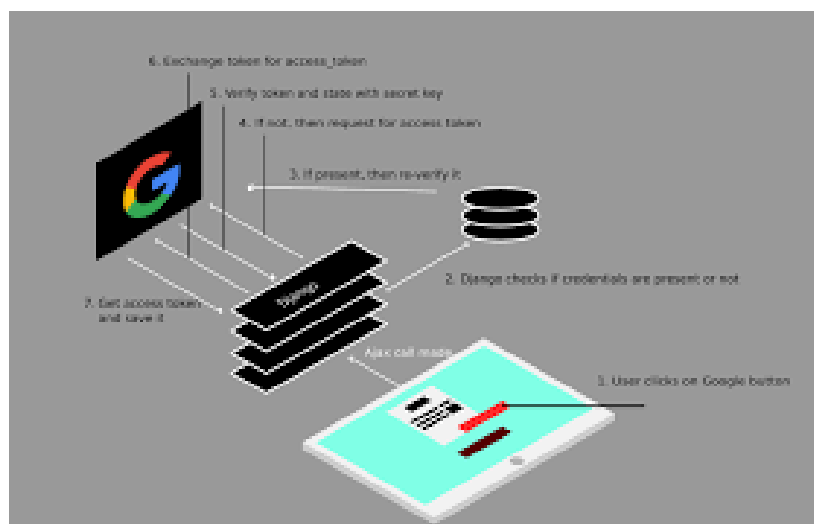 6. Exchange token for access_token
5. Verify token and state with secret key
4. If not, then request for access token
3. If present, then re-verify it
Django
2. Django checks if credentials are present or not
7. Get access token
and save it
Ajax call made
1. User clicks on Google button